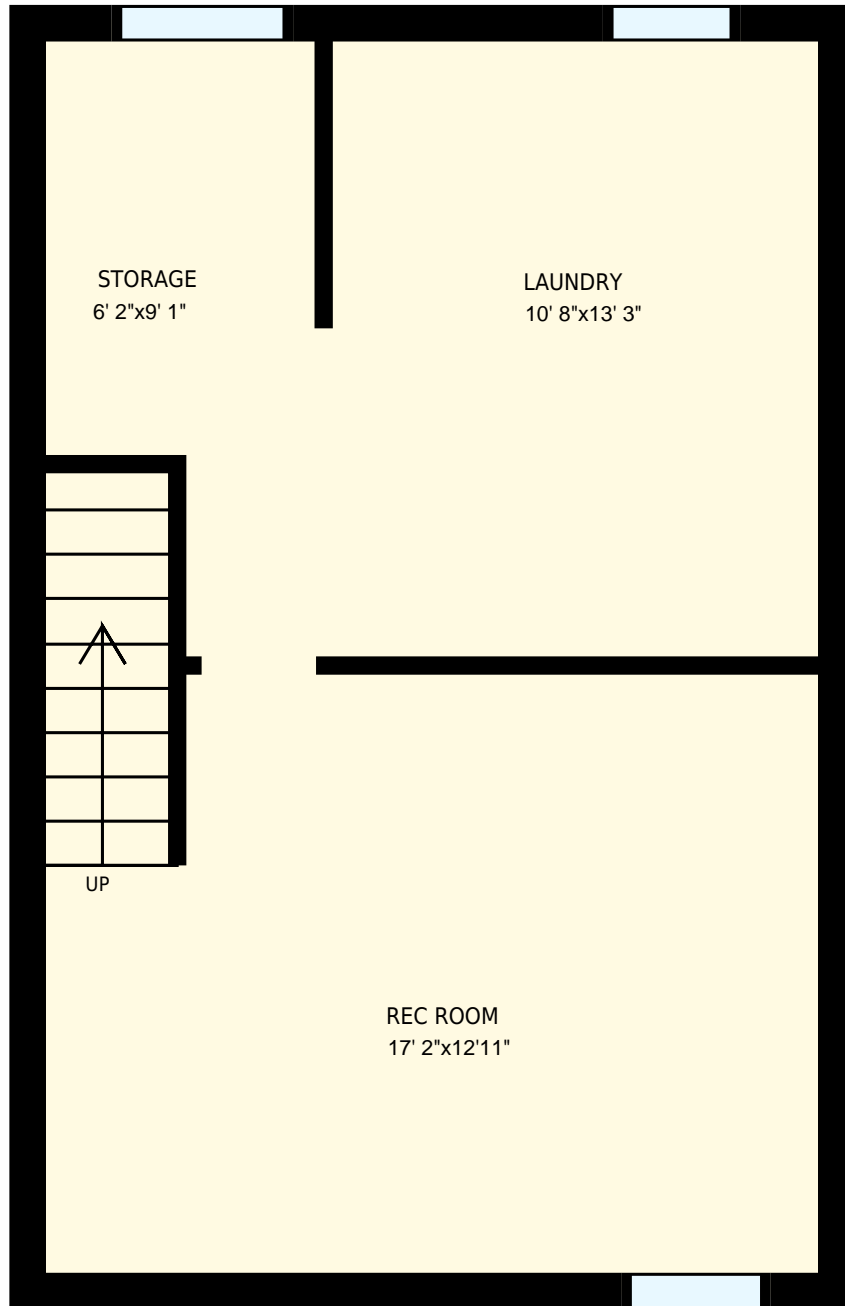 STORAGE
6' 2"x9' 1"
LAUNDRY
10' 8"x13' 3"
UP
REC ROOM
17' 2"x12'11"